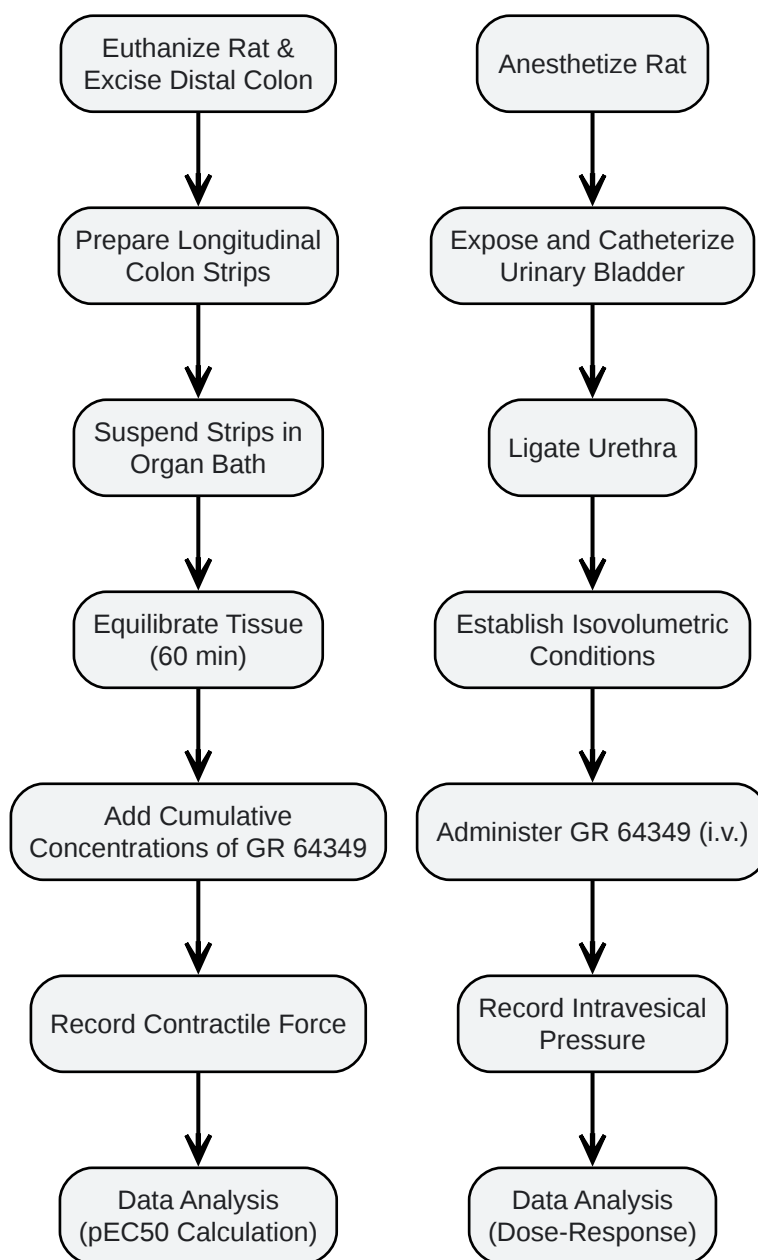 Euthanize Rat &
Excise Distal Colon
Prepare Longitudinal
Colon Strips
Suspend Strips in
Organ Bath
Equilibrate Tissue
(60 min)
Add Cumulative
Concentrations of GR 64349
Record Contractile Force
Data Analysis
(pEC50 Calculation)
Anesthetize Rat
Expose and Catheterize
Urinary Bladder
Ligate Urethra
Establish Isovolumetric
Conditions
Administer GR 64349 (i.v.)
Record Intravesical
Pressure
Data Analysis
(Dose-Response)